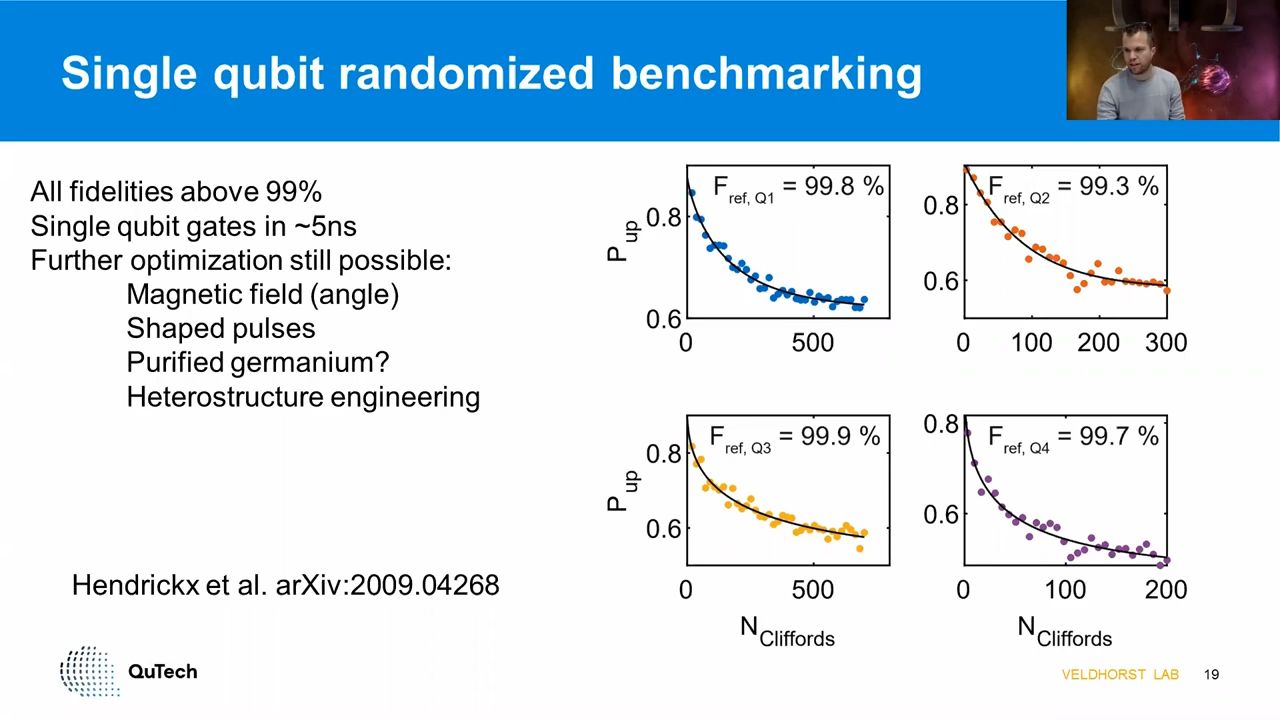 Single qubit randomized benchmarking
All fidelities above 99%
Single qubit gates in ~5ns
Further optimization still possible:
Magnetic field (angle)
Shaped pulses
Purified germanium?
Heterostructure engineering
Hendrickx et al. arXiv:2009.04268
F ref, Q1 = 99.8 %
P up
0.8
0.6
0 500
F ref, Q2 = 99.3 %
0.8
0.6
0 100 200 300
F ref, Q3 = 99.9 %
P up
0.8
0.6
0 500
N Cliffords
F ref, Q4 = 99.7 %
0.8
0.6
0 100 200
N Cliffords
QuTech
VELDHORST LAB 19